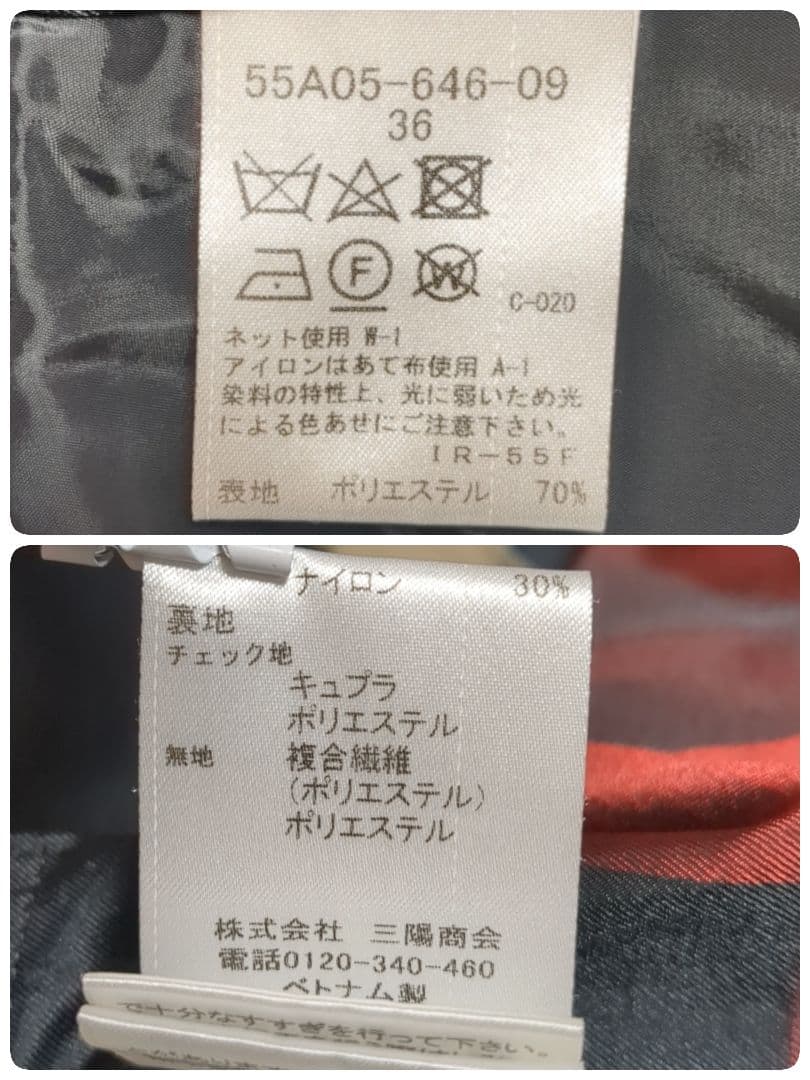 55A05-646-09
36
F W
C-020
ネット使用 W-1
アイロンはあて布使用 A-1
染料の特性上、光に弱いため光
による色あせにご注意下さい。
IR-55F
表地 ポリエステル 70%
ナイロン 30%
裏地
チェック地
キュプラ
ポリエステル
無地 複合繊維
(ポリエステル)
ポリエステル
株式会社 三陽商会
電話0120-340-460
ベトナム製
で十分なすすぎを行って下さい。